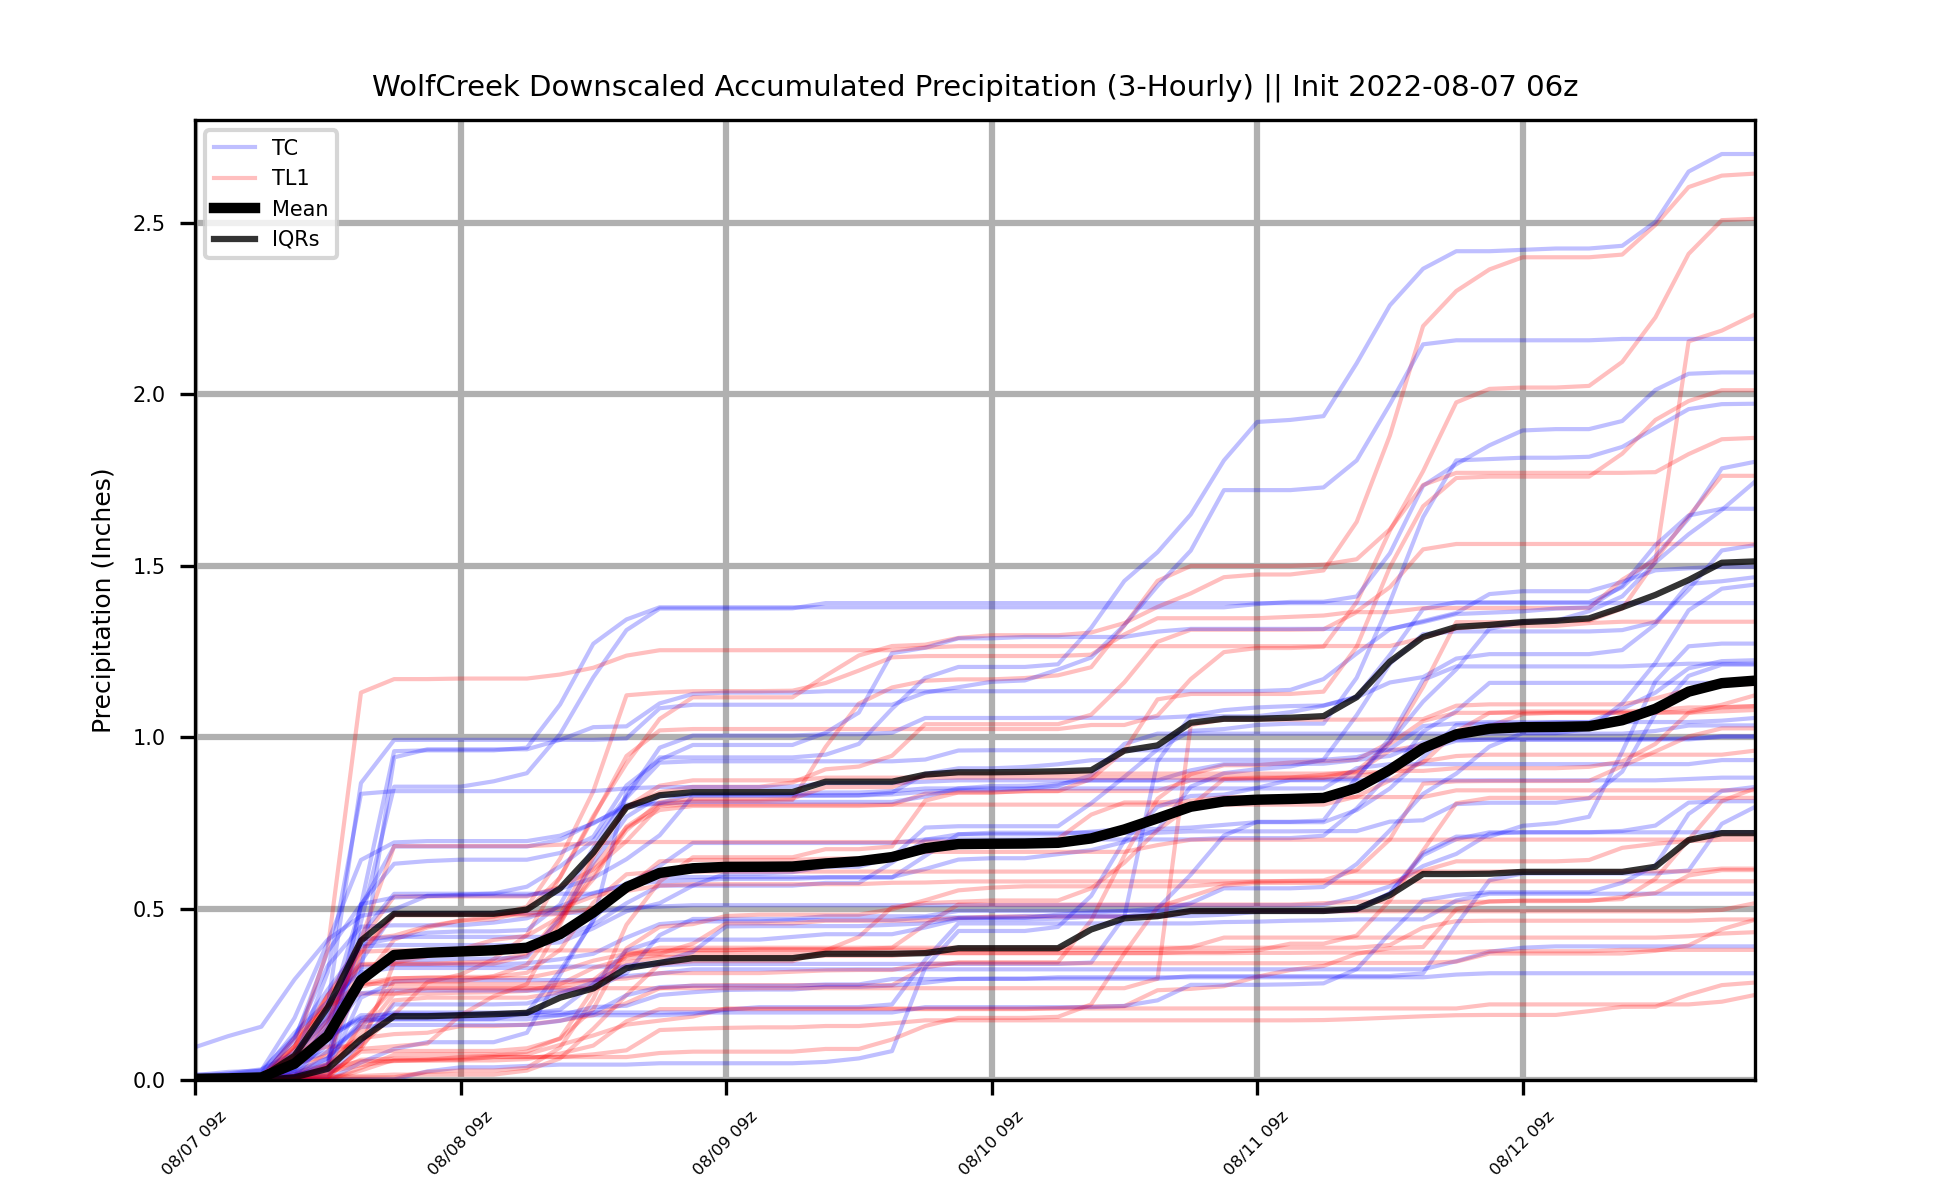 WolfCreek Downscaled Accumulated Precipitation (3-Hourly) || Init 2022-08-07 06z
TC
TL1
Mean
IQRs
Precipitation (Inches)
2.5
2.0
1.5
1.0
0.5
0.0
08/07 09z
08/08 09z
08/09 09z
08/10 09z
08/11 09z
08/12 09z